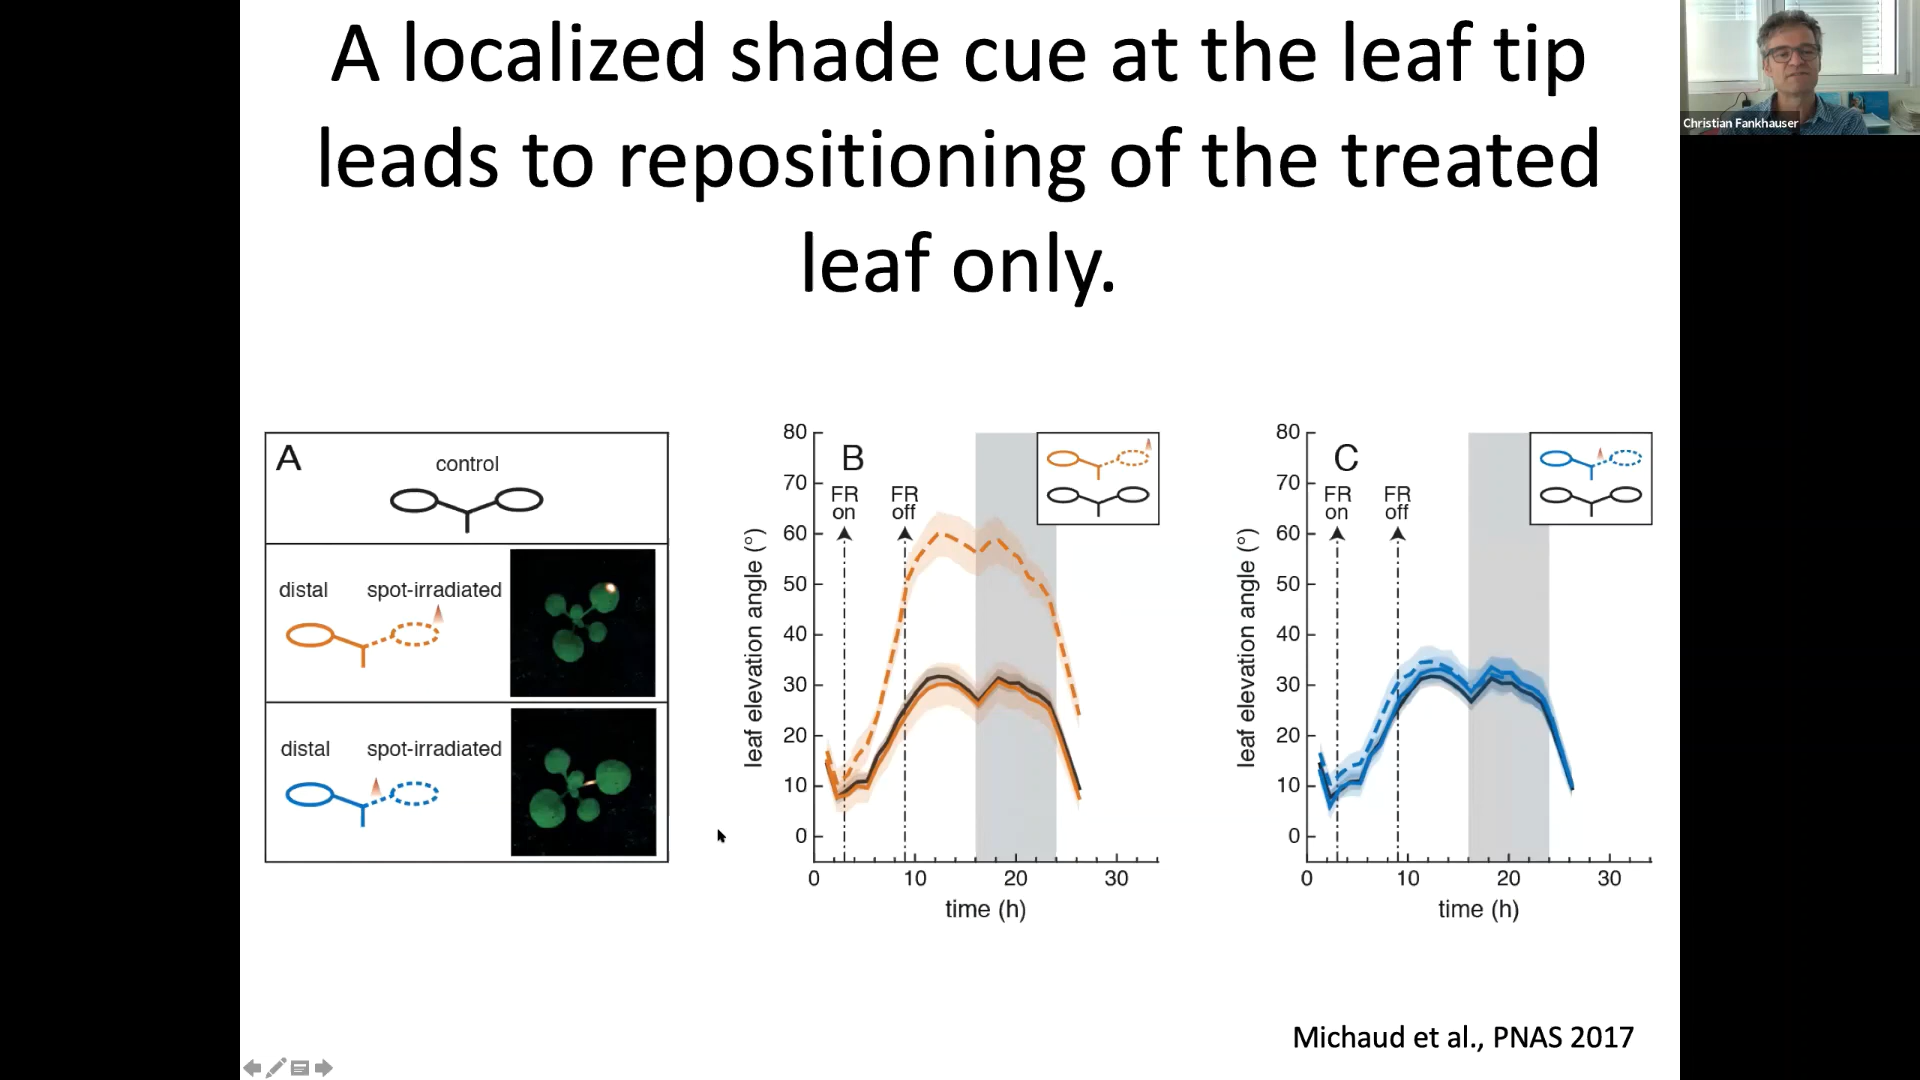 A localized shade cue at the leaf tip
leads to repositioning of the treated
leaf only.
Christian Fankhauser
A
control
distal spot-irradiated
distal spot-irradiated
B
FR on
FR off
leaf elevation angle (°)
80
70
60
50
40
30
20
10
0
0 10 20 30
time (h)
C
FR on
FR off
leaf elevation angle (°)
80
70
60
50
40
30
20
10
0
0 10 20 30
time (h)
Michaud et al., PNAS 2017